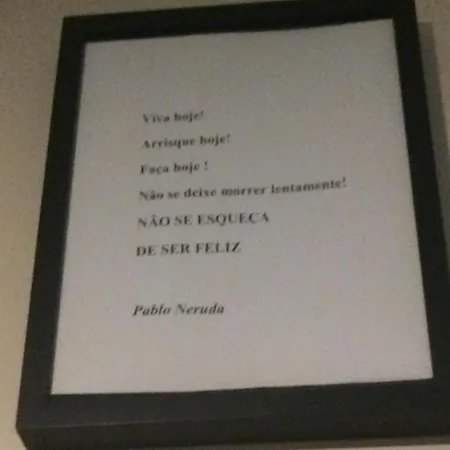 Viva hoje!
Arrisque hoje!
Faça hoje !
Não se deixe morrer lentamente!
NÃO SE ESQUEÇA
DE SER FELIZ
Pablo Neruda